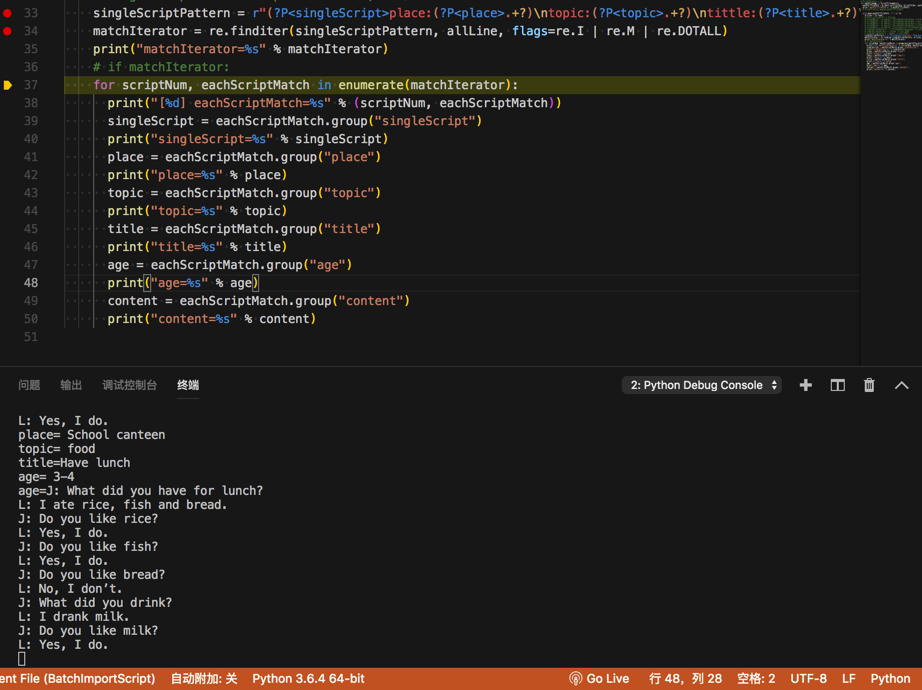 33 singleScriptPattern = r"(?P<singleScript>place:(?P<place>.+?)\ntopic:(?P<topic>.+?)\ntittle:(?P<title>.+?)
34 matchIterator = re.finditer(singleScriptPattern, allLine, flags=re.I | re.M | re.DOTALL)
35 print("matchIterator=%s" % matchIterator)
36 # if matchIterator:
37 for scriptNum, eachScriptMatch in enumerate(matchIterator):
38 print("[%d] eachScriptMatch=%s" % (scriptNum, eachScriptMatch))
39 singleScript = eachScriptMatch.group("singleScript")
40 print("singleScript=%s" % singleScript)
41 place = eachScriptMatch.group("place")
42 print("place=%s" % place)
43 topic = eachScriptMatch.group("topic")
44 print("topic=%s" % topic)
45 title = eachScriptMatch.group("title")
46 print("title=%s" % title)
47 age = eachScriptMatch.group("age")
48 print("age=%s" % age)
49 content = eachScriptMatch.group("content")
50 print("content=%s" % content)
51
问题 输出 调试控制台 终端 2: Python Debug Console
L: Yes, I do.
place= School canteen
topic= food
title=Have lunch
age= 3-4
age=J: What did you have for lunch?
L: I ate rice, fish and bread.
J: Do you like rice?
L: Yes, I do.
J: Do you like fish?
L: Yes, I do.
J: Do you like bread?
L: No, I don’t.
J: What did you drink?
L: I drank milk.
J: Do you like milk?
L: Yes, I do.
ent File (BatchImportScript) 自动附加: 关 Python 3.6.4 64-bit Go Live 行 48, 列 28 空格: 2 UTF-8 LF Python